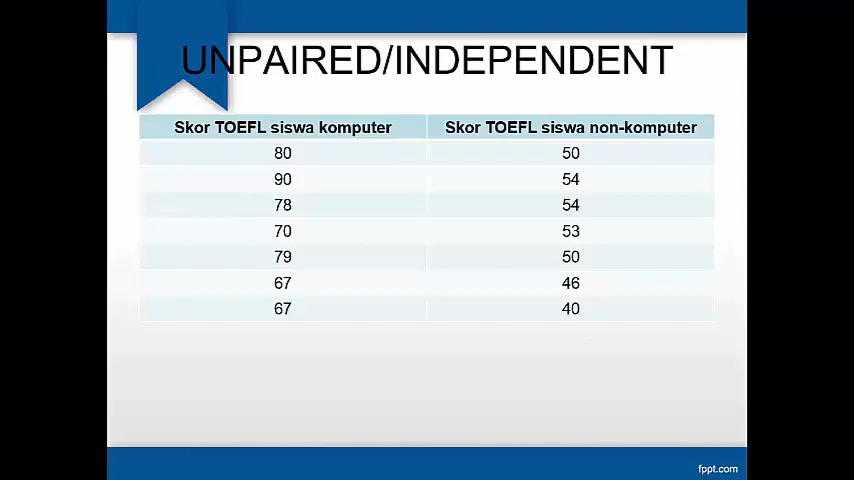 UNPAIRED/INDEPENDENT
Skor TOEFL siswa komputer Skor TOEFL siswa non-komputer
80 50
90 54
78 54
70 53
79 50
67 46
67 40
fppt.com